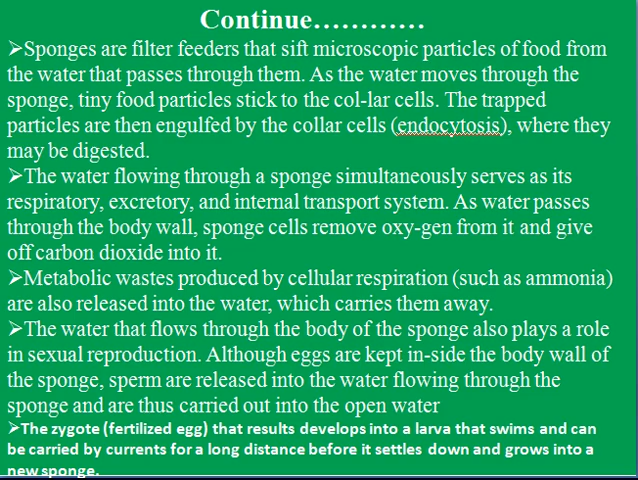 Continue…………
➢Sponges are filter feeders that sift microscopic particles of food from
the water that passes through them. As the water moves through the
sponge, tiny food particles stick to the col-lar cells. The trapped
particles are then engulfed by the collar cells (endocytosis), where they
may be digested.
➢The water flowing through a sponge simultaneously serves as its
respiratory, excretory, and internal transport system. As water passes
through the body wall, sponge cells remove oxy-gen from it and give
off carbon dioxide into it.
➢Metabolic wastes produced by cellular respiration (such as ammonia)
are also released into the water, which carries them away.
➢The water that flows through the body of the sponge also plays a role
in sexual reproduction. Although eggs are kept in-side the body wall of
the sponge, sperm are released into the water flowing through the
sponge and are thus carried out into the open water
➢The zygote (fertilized egg) that results develops into a larva that swims and can
be carried by currents for a long distance before it settles down and grows into a
new sponge.